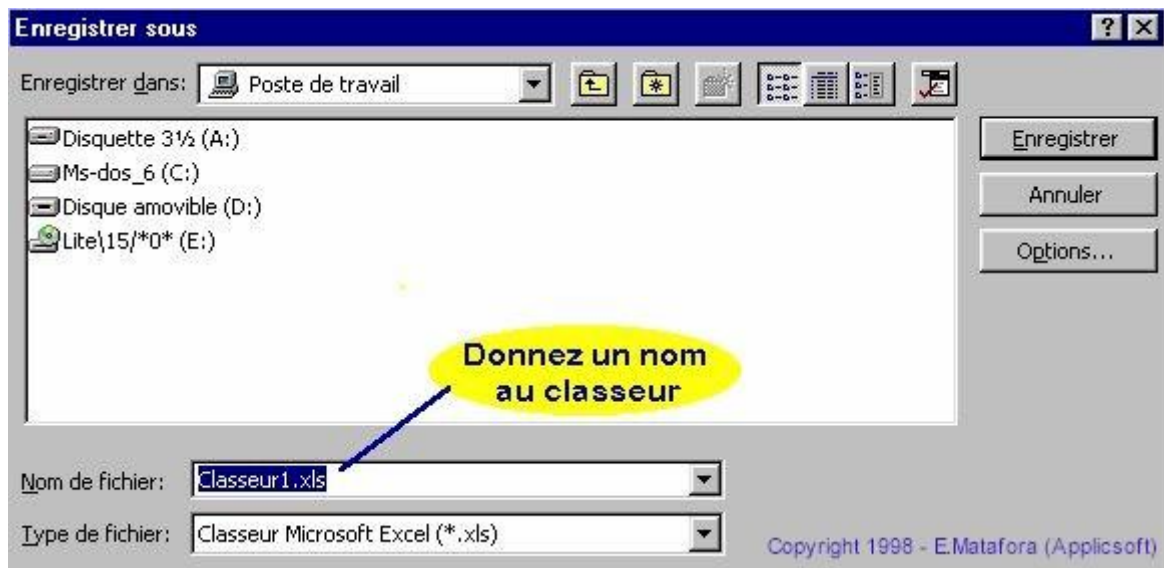 Enregistrer sous
Enregistrer dans: Poste de travail
Disquette 3½ (A:)
Ms-dos_6 (C:)
Disque amovible (D:)
Lite\15/*0* (E:)
Enregistrer
Annuler
Options...
Donnez un nom
au classeur
Nom de fichier: Classeur1.xls
Type de fichier: Classeur Microsoft Excel (*.xls)
Copyright 1998 - E.Matafora (Applicsoft)